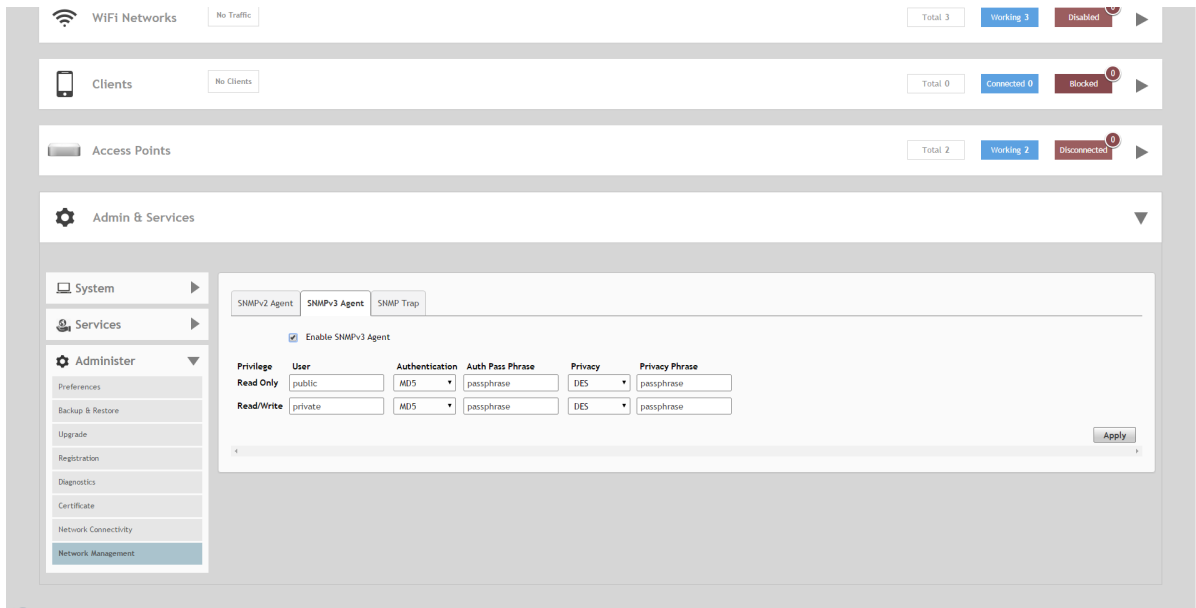 WiFi Networks No Traffic Total 3 Working 3 Disabled 0
Clients No Clients Total 0 Connected 0 Blocked 0
Access Points Total 2 Working 2 Disconnected 0
Admin & Services
System
Services
Administer
Preferences
Backup & Restore
Upgrade
Registration
Diagnostics
Certificate
Network Connectivity
Network Management
SNMPv2 Agent SNMPv3 Agent SNMP Trap
Enable SNMPv3 Agent
Privilege User Authentication Auth Pass Phrase Privacy Privacy Phrase
Read Only public MD5 passphrase DES passphrase
Read/Write private MD5 passphrase DES passphrase
Apply